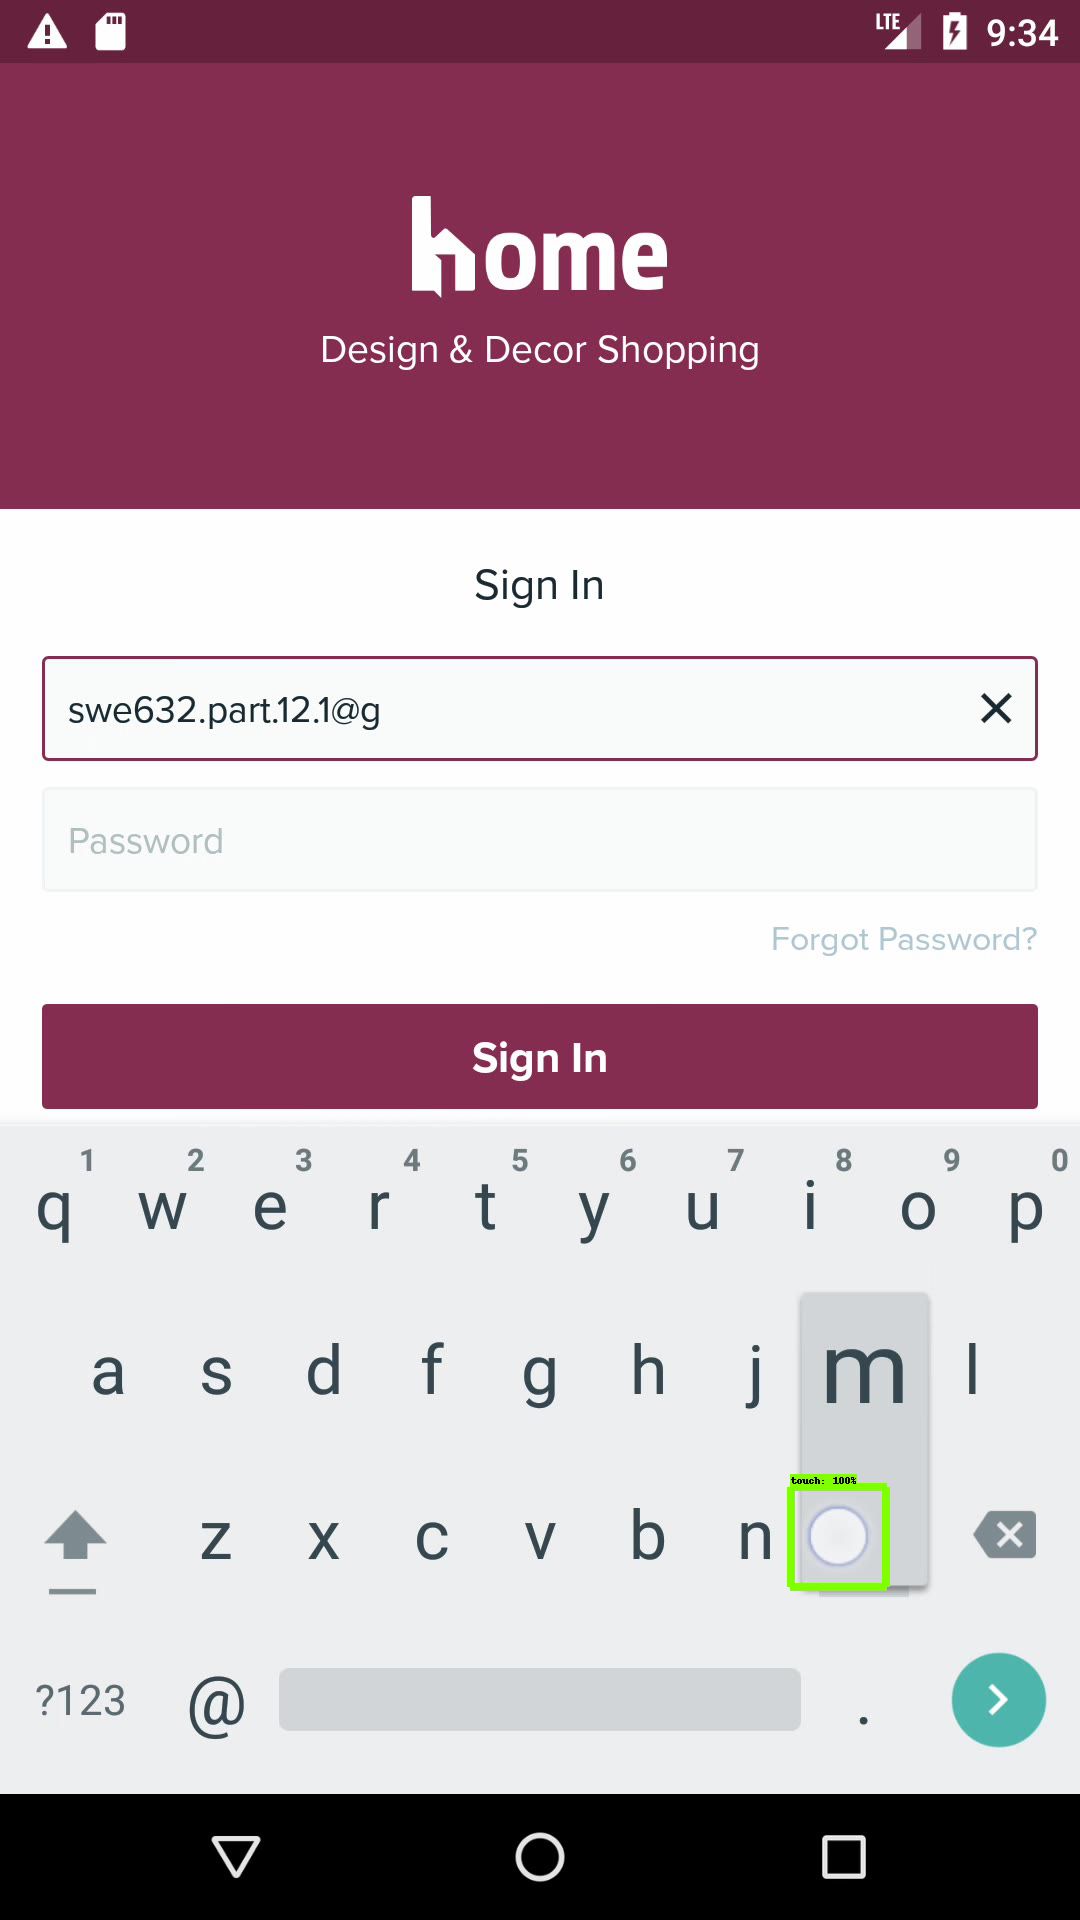 LTE 9:34
home
Design & Decor Shopping
Sign In
swe632.part.12.1@g
Password
Forgot Password?
Sign In
1 2 3 4 5 6 7 8 9 0
q w e r t y u i o p
a s d f g h j m l
touch: 100%
z x c v b n
?123 @ .